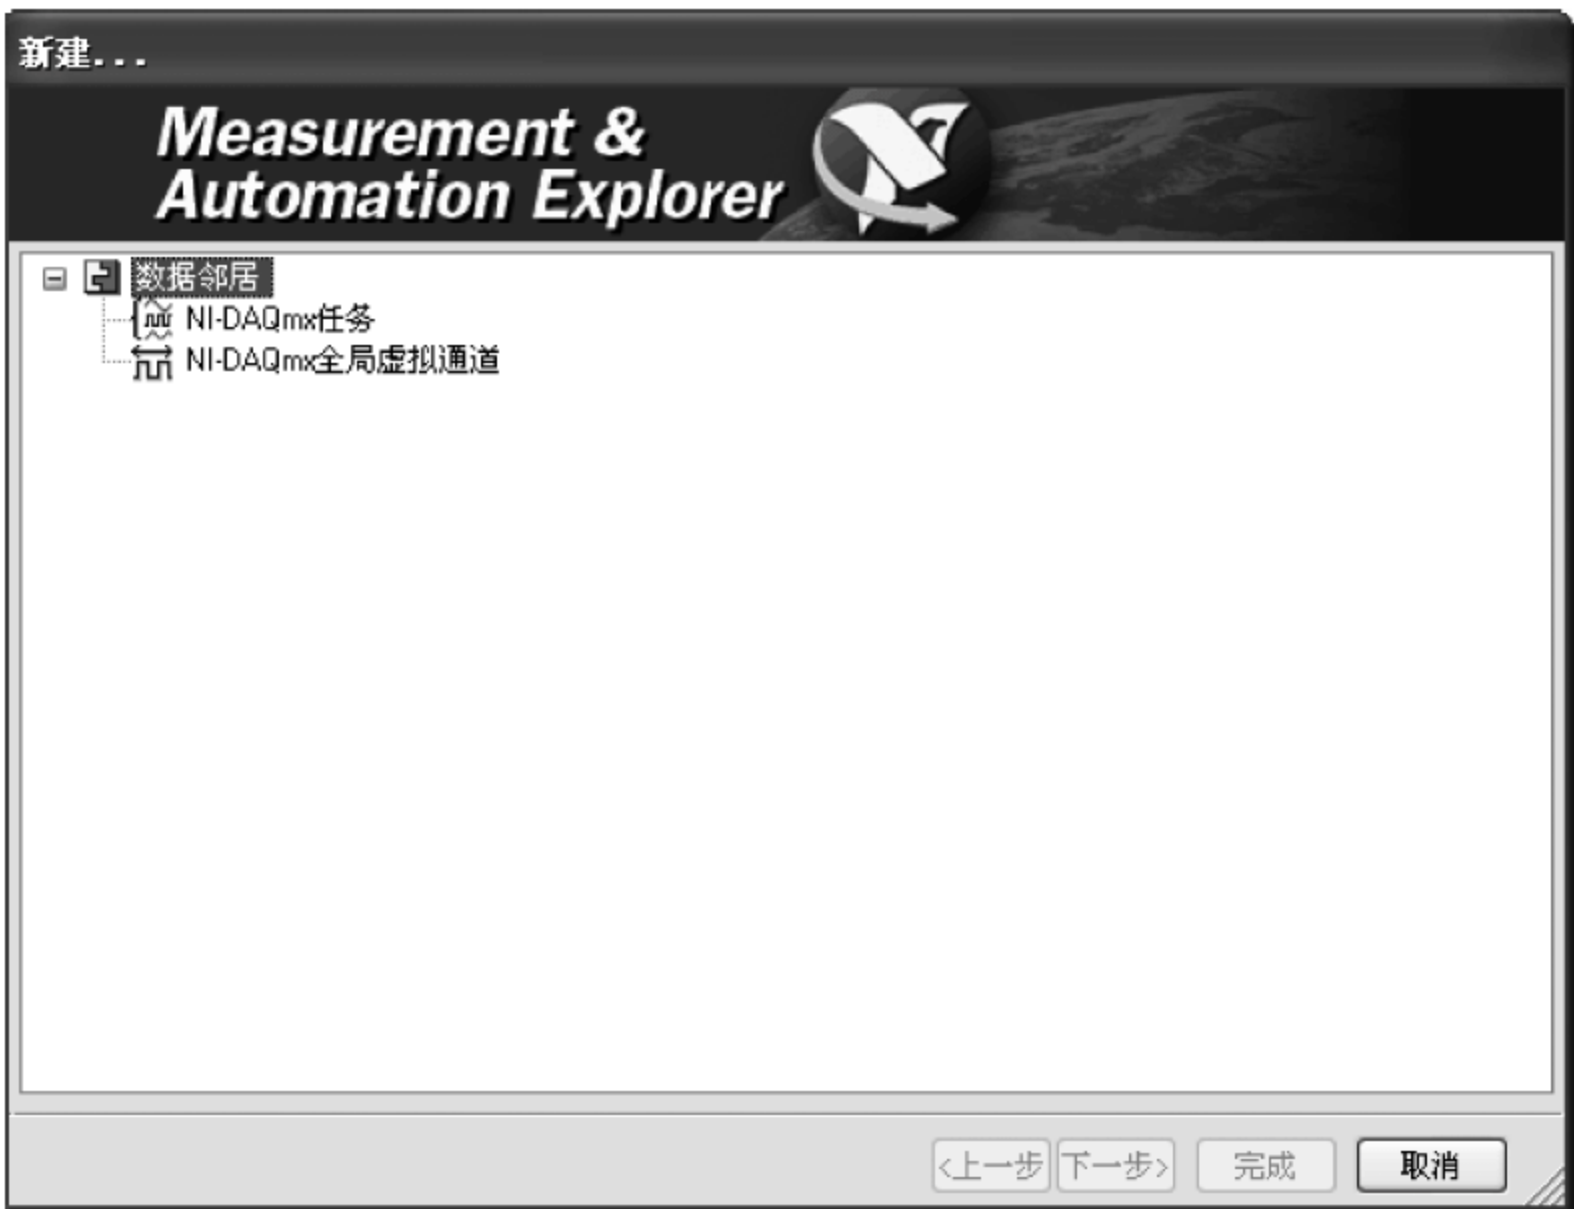 新建...
Measurement &
Automation Explorer
数据邻居
NI-DAQmx任务
NI-DAQmx全局虚拟通道
<上一步 下一步> 完成 取消